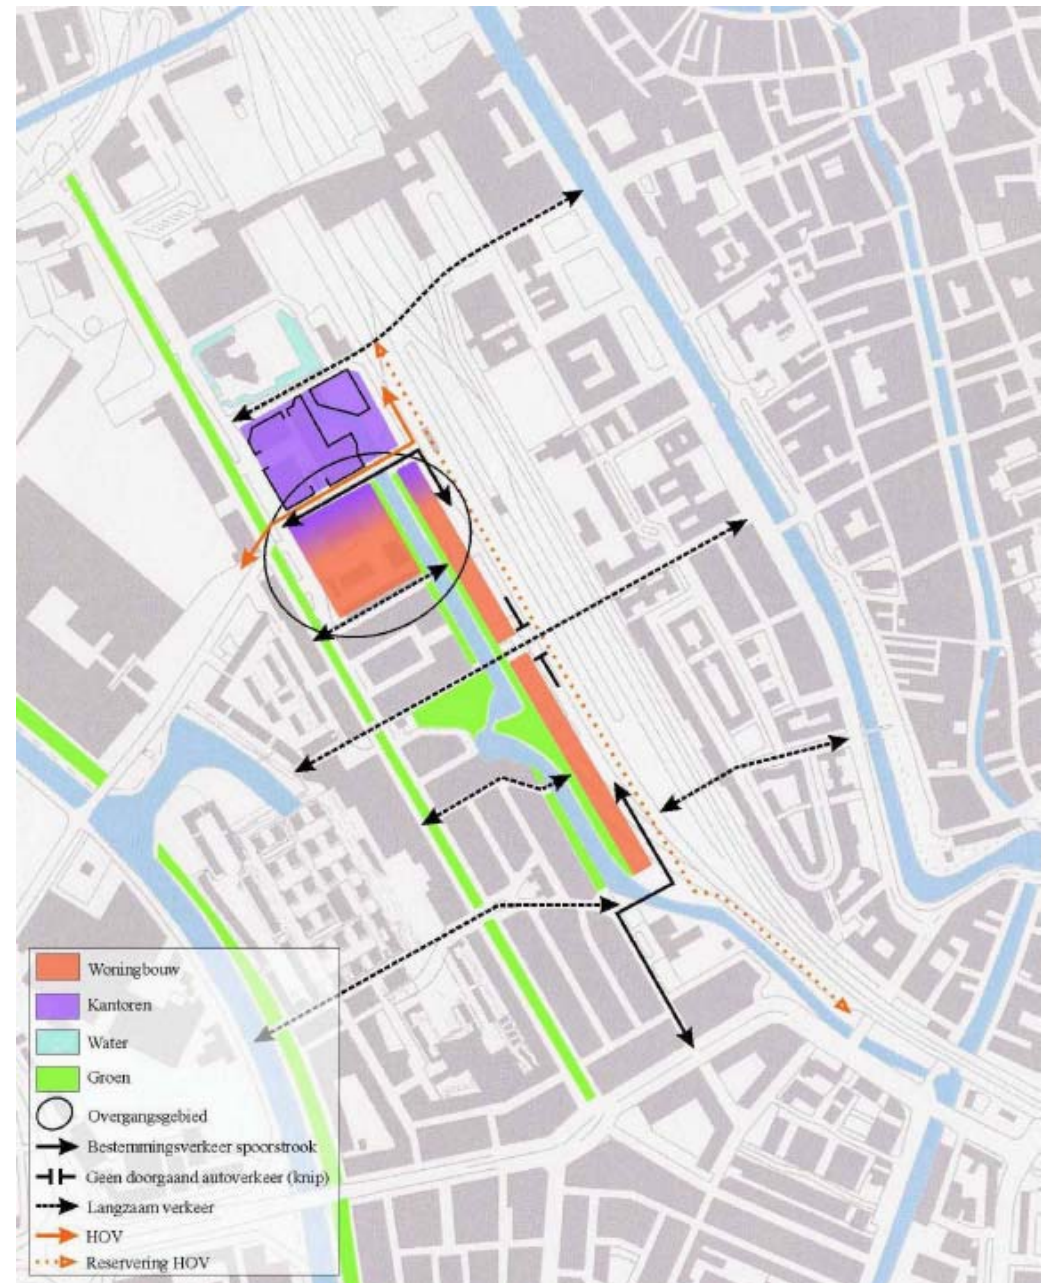 Woningbouw
Kantoren
Water
Groen
Overgangsgebied
Bestemmingsverkeer spoorstrook
Geen doorgaand autoverkeer (knip)
Langzaam verkeer
HOV
Reservering HOV